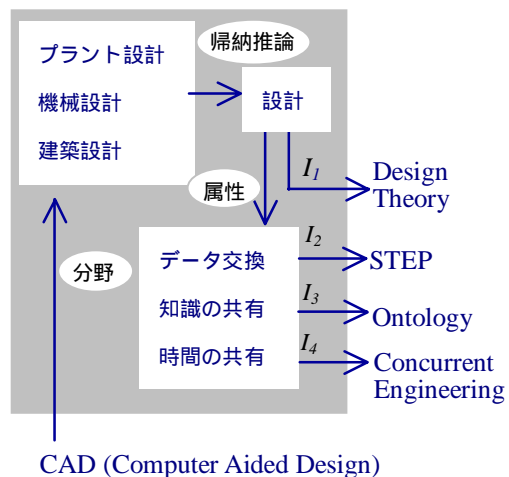 帰納推論
プラント設計
機械設計
建築設計
設計
属性
I1
Design
Theory
分野
データ交換
知識の共有
時間の共有
I2
STEP
I3
Ontology
I4
Concurrent
Engineering
CAD (Computer Aided Design)